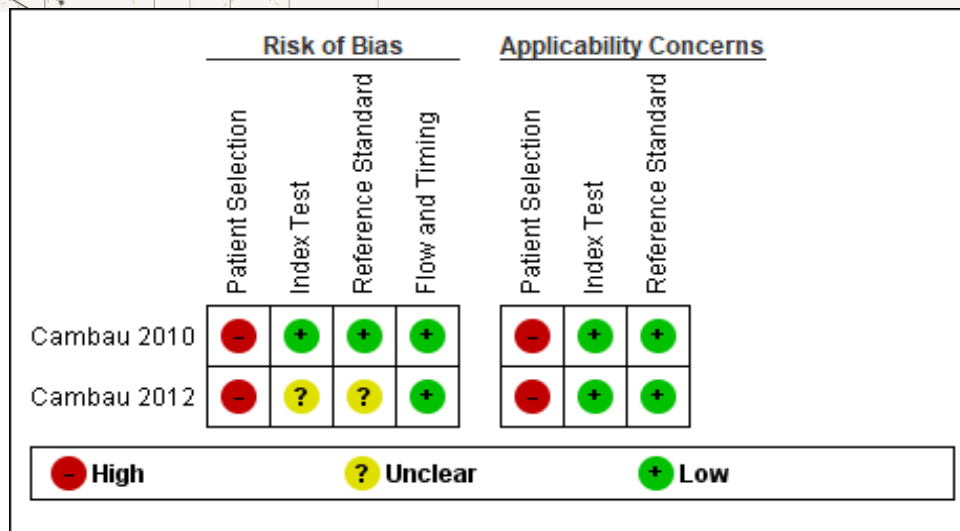 Risk of Bias Applicability Concerns
Patient Selection
Index Test
Reference Standard
Flow and Timing
Patient Selection
Index Test
Reference Standard
Cambau 2010 - + + + - + +
Cambau 2012 - ? ? + - + +
- High ? Unclear + Low